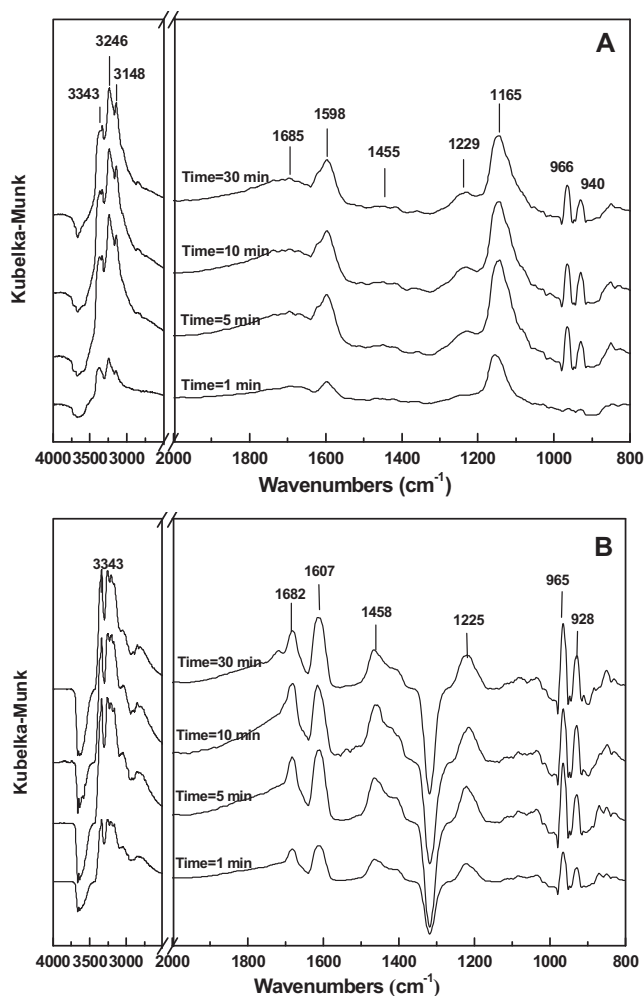 A
3246
3343
3148
1685
1598
1455
1229
1165
966
940
Time=30 min
Time=10 min
Time=5 min
Time=1 min
Kubelka-Munk
4000 3500 3000 2000 1800 1600 1400 1200 1000 800
Wavenumbers (cm-1)
B
3343
1682
1607
1458
1225
965
928
Time=30 min
Time=10 min
Time=5 min
Time=1 min
Kubelka-Munk
4000 3500 3000 2000 1800 1600 1400 1200 1000 800
Wavenumbers (cm-1)